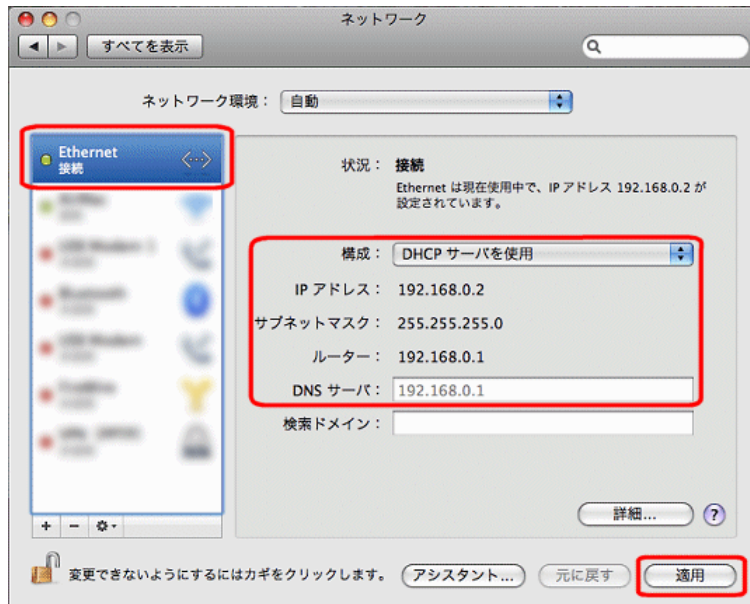 ネットワーク
すべてを表示
ネットワーク環境： 自動
Ethernet
接続
状況： 接続
Ethernet は現在使用中で、IP アドレス 192.168.0.2 が
設定されています。
構成： DHCP サーバを使用
IP アドレス： 192.168.0.2
サブネットマスク： 255.255.255.0
ルーター： 192.168.0.1
DNS サーバ： 192.168.0.1
検索ドメイン：
詳細... ?
変更できないようにするにはカギをクリックします。 アシスタント... 元に戻す 適用